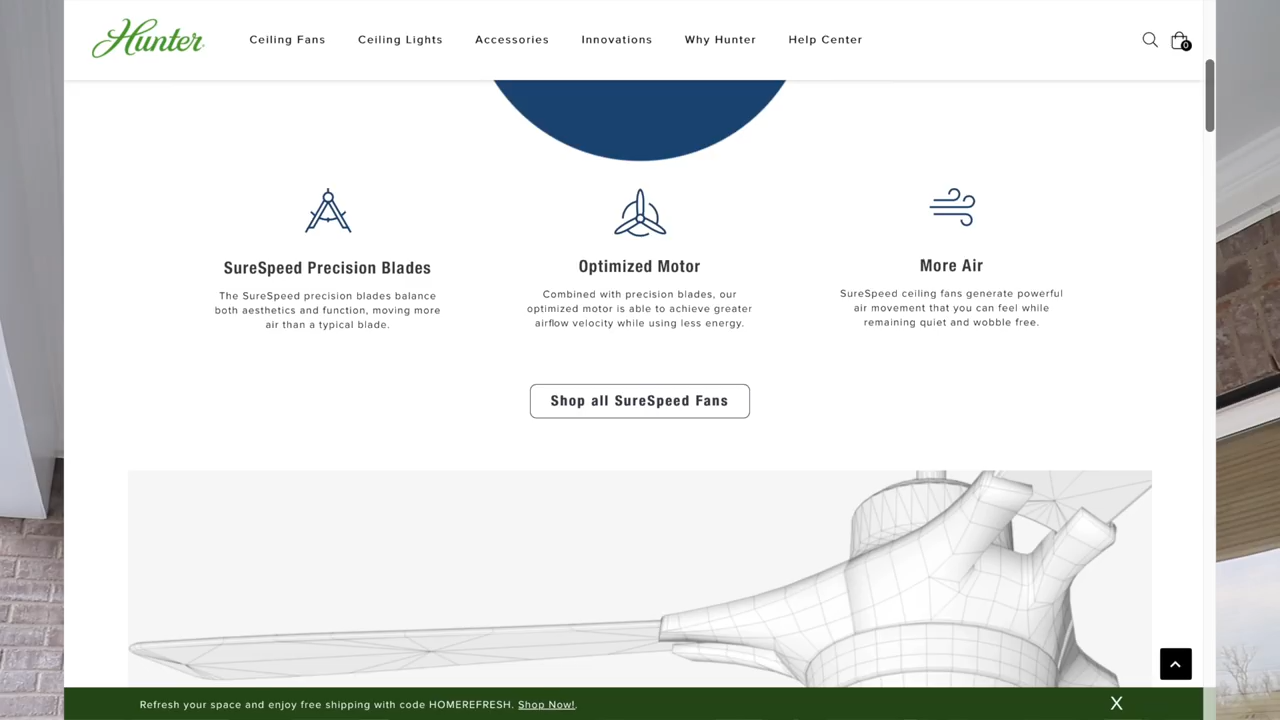 Hunter
Ceiling Fans
Ceiling Lights
Accessories
Innovations
Why Hunter
Help Center
0
SureSpeed Precision Blades
The SureSpeed precision blades balance
both aesthetics and function, moving more
air than a typical blade.
Optimized Motor
Combined with precision blades, our
optimized motor is able to achieve greater
airflow velocity while using less energy.
More Air
SureSpeed ceiling fans generate powerful
air movement that you can feel while
remaining quiet and wobble free.
Shop all SureSpeed Fans
Refresh your space and enjoy free shipping with code HOMEREFRESH. Shop Now!.
X